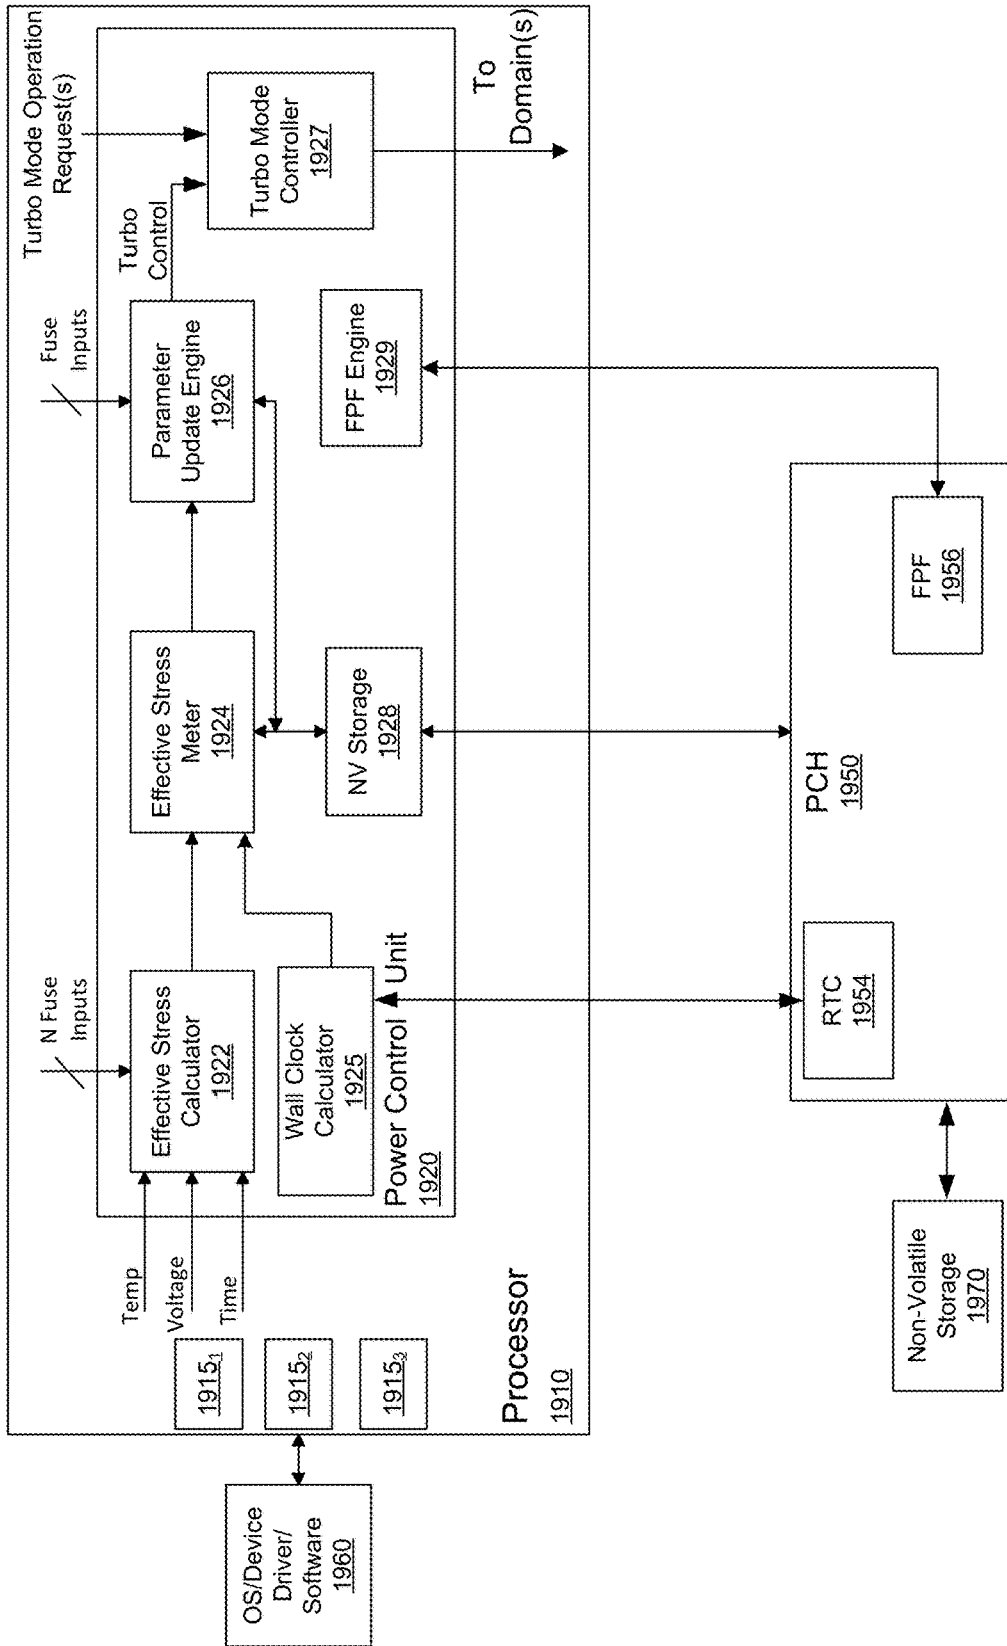 Turbo Mode Operation
Request(s)
Fuse
Inputs
N Fuse
Inputs
Turbo
Control
Temp
Voltage
Time
Effective Stress
Calculator
1922
Effective Stress
Meter
1924
Parameter
Update Engine
1926
Turbo Mode
Controller
1927
Wall Clock
Calculator
1925
NV Storage
1928
FPF Engine
1929
To
Domain(s)
Power Control Unit
1920
1915₁
1915₂
1915₃
Processor
1910
OS/Device
Driver/
Software
1960
RTC
1954
PCH
1950
FPF
1956
Non-Volatile
Storage
1970